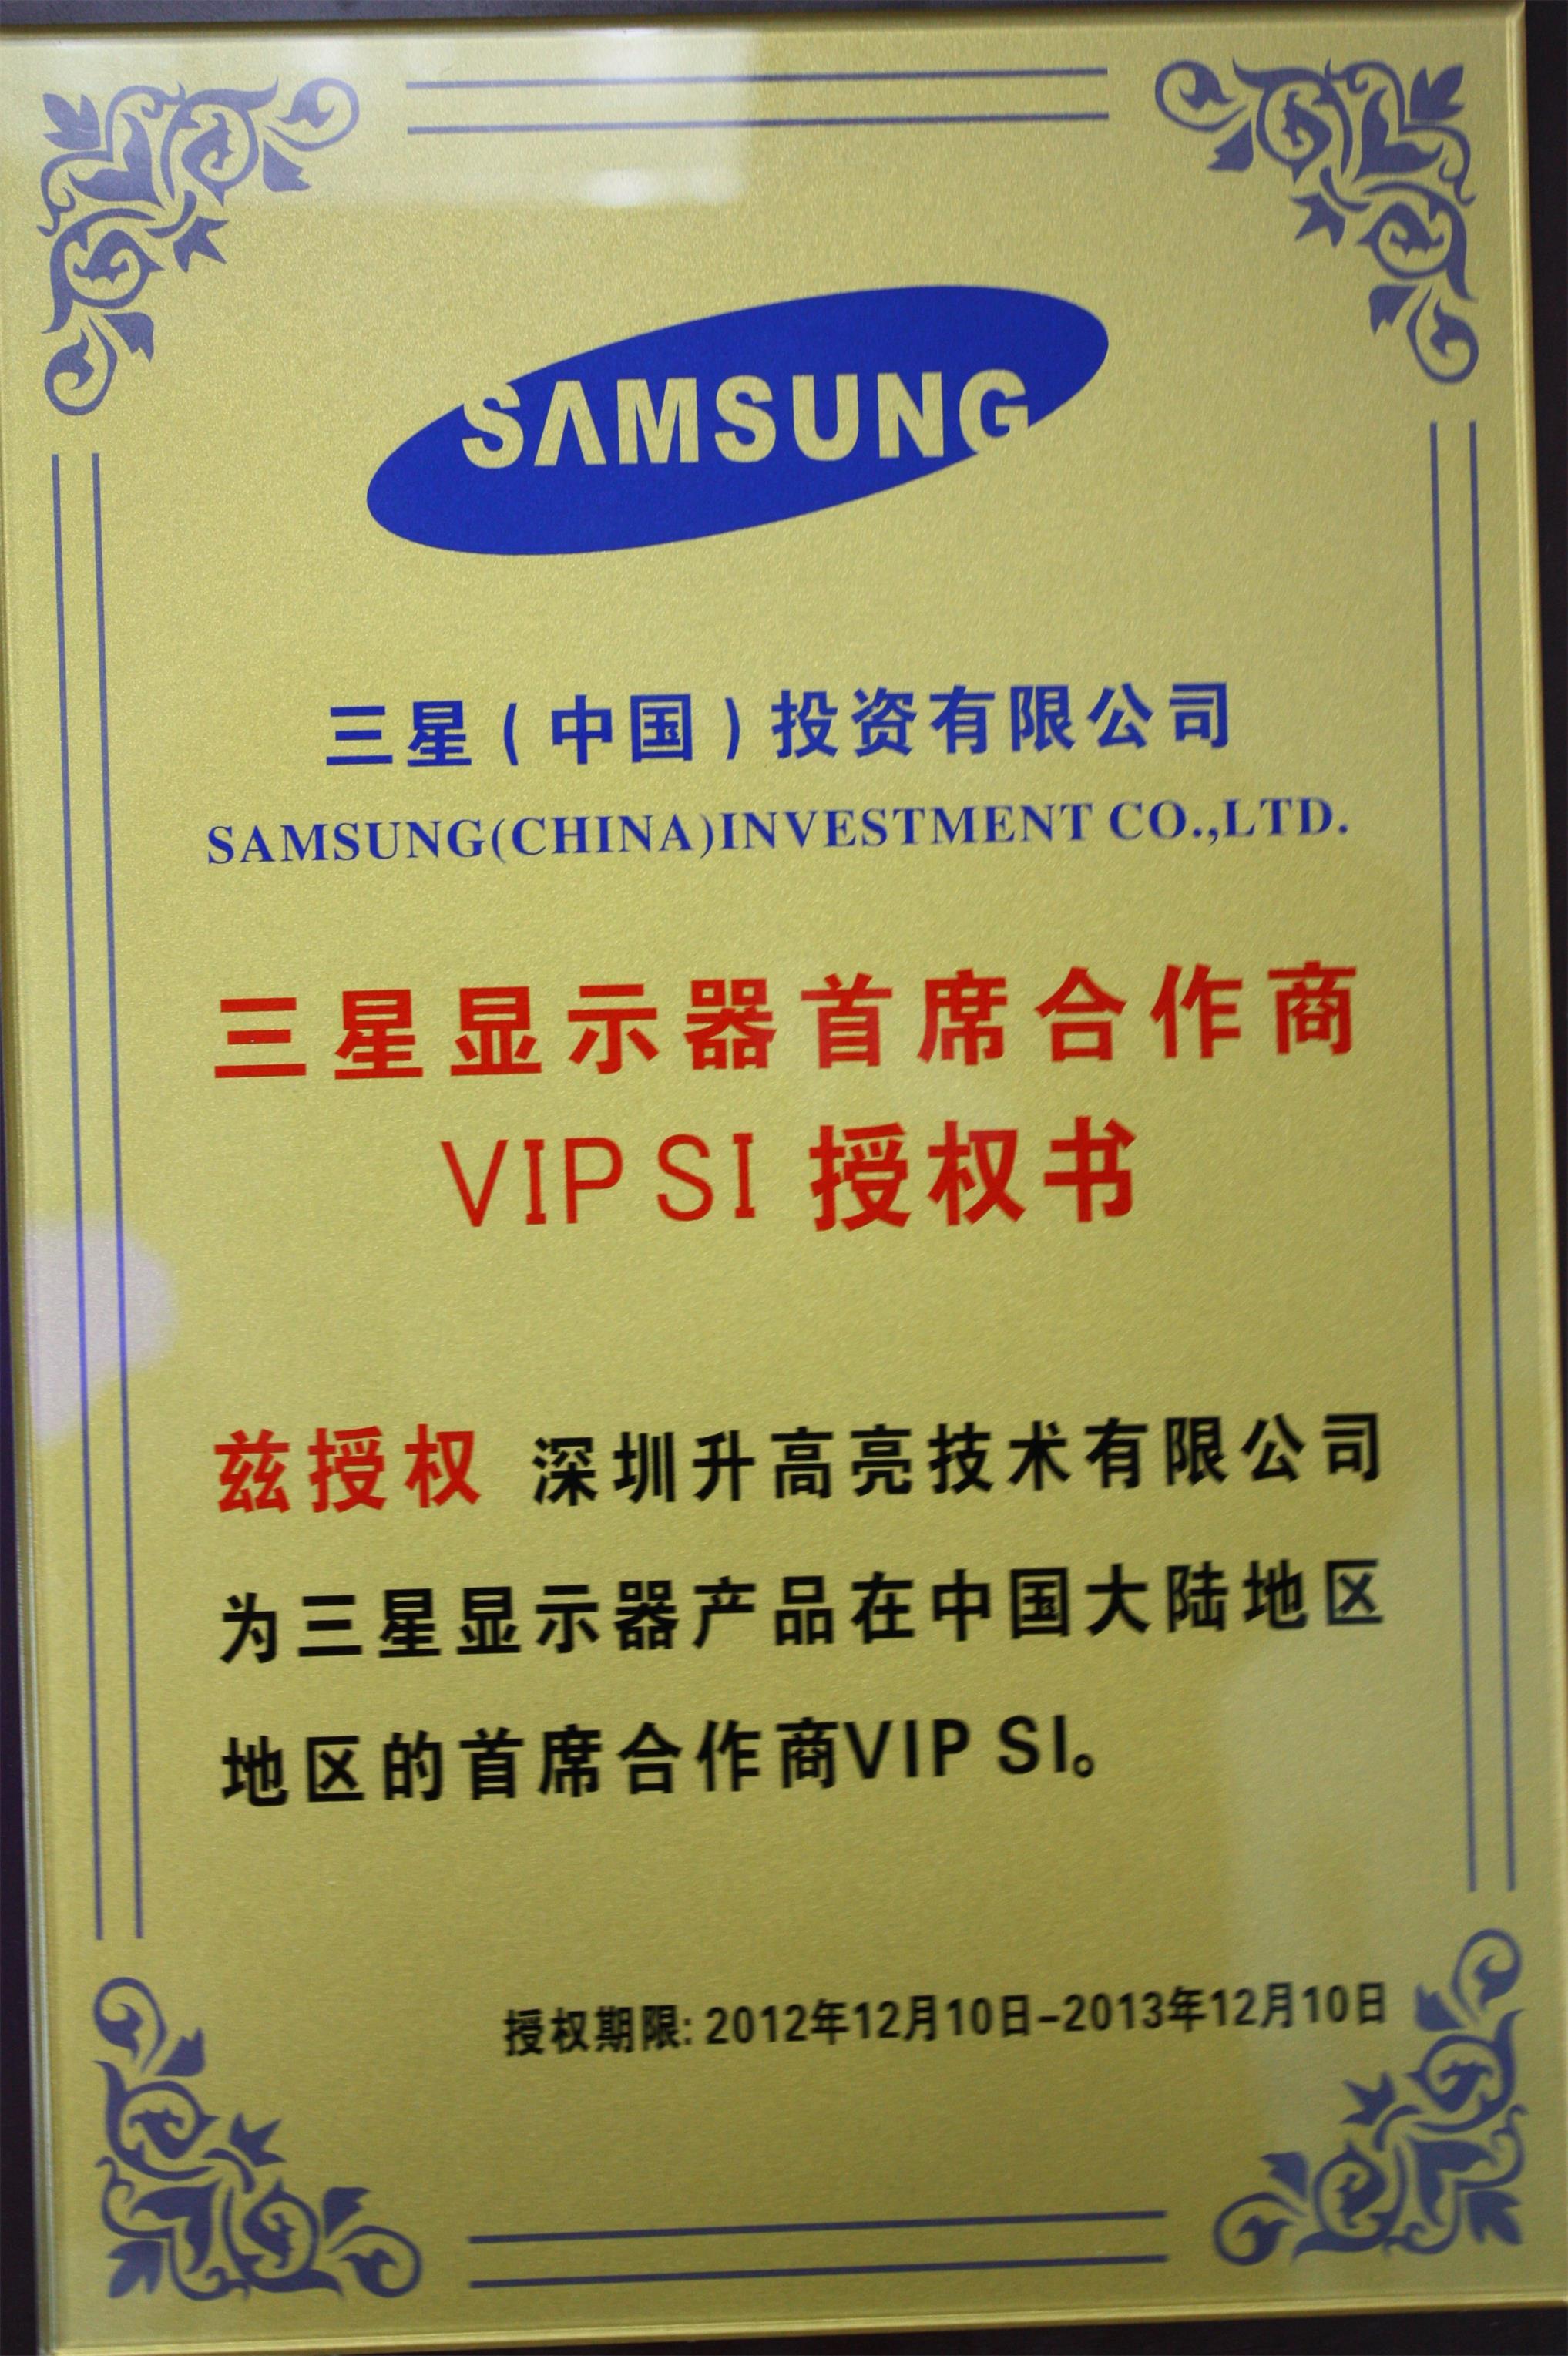 SAMSUNG
三星（中国）投资有限公司
SAMSUNG(CHINA)INVESTMENT CO.,LTD.
三星显示器首席合作商
VIP SI 授权书
兹授权 深圳升高亮技术有限公司
为三星显示器产品在中国大陆地区
地区的首席合作商VIP SI。
授权期限: 2012年12月10日-2013年12月10日